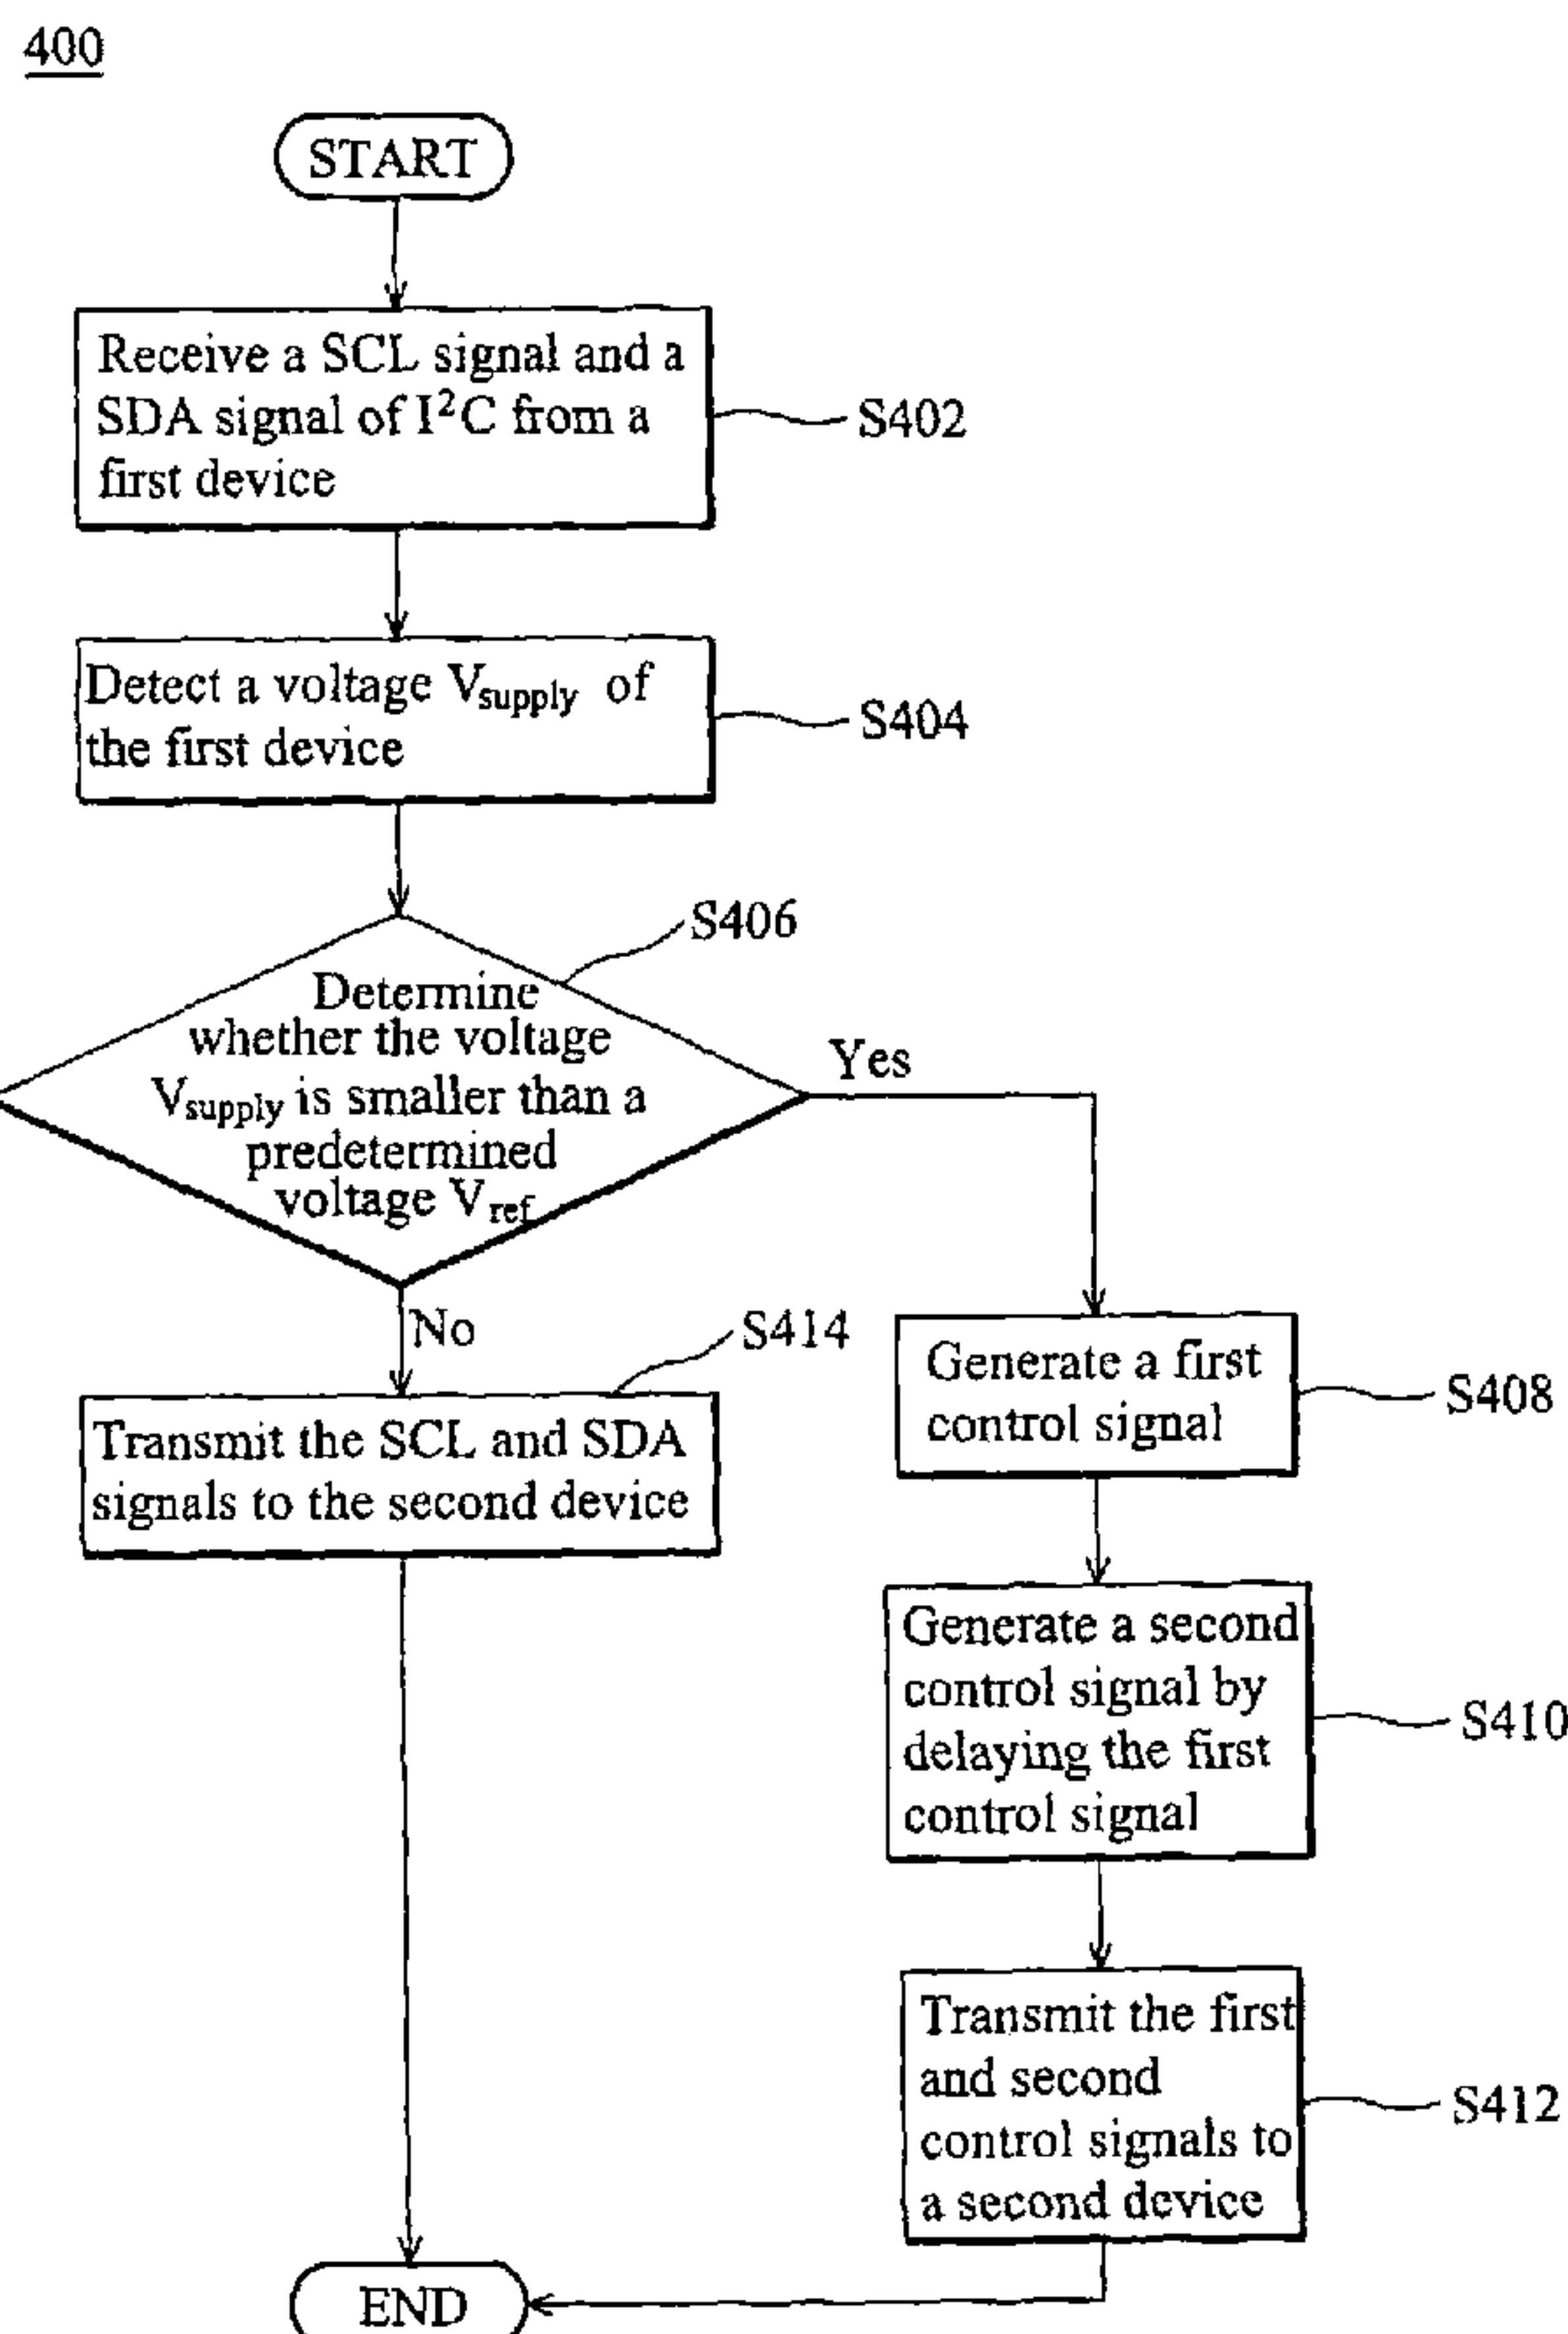 400
START
Receive a SCL signal and a
SDA signal of I²C from a
first device
S402
Detect a voltage Vsupply of
the first device
S404
S406
Determine
whether the voltage
Vsupply is smaller than a
predetermined
voltage Vref
Yes
No
S414
Transmit the SCL and SDA
signals to the second device
Generate a first
control signal
S408
Generate a second
control signal by
delaying the first
control signal
S410
Transmit the first
and second
control signals to
a second device
S412
END